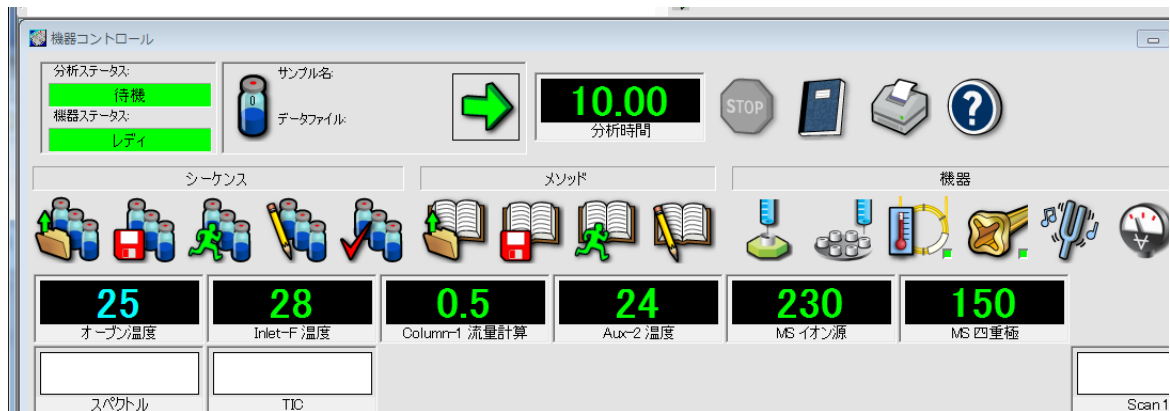 機器コントロール
分析ステータス:
待機
機器ステータス:
レディ
0
サンプル名:
データファイル:
10.00
分析時間
STOP
?
シーケンス
メソッド
機器
25
オーブン温度
28
Inlet-F 温度
0.5
Column-1 流量計算
24
Aux-2 温度
230
MS イオン源
150
MS 四重極
スペクトル
TIC
Scan1